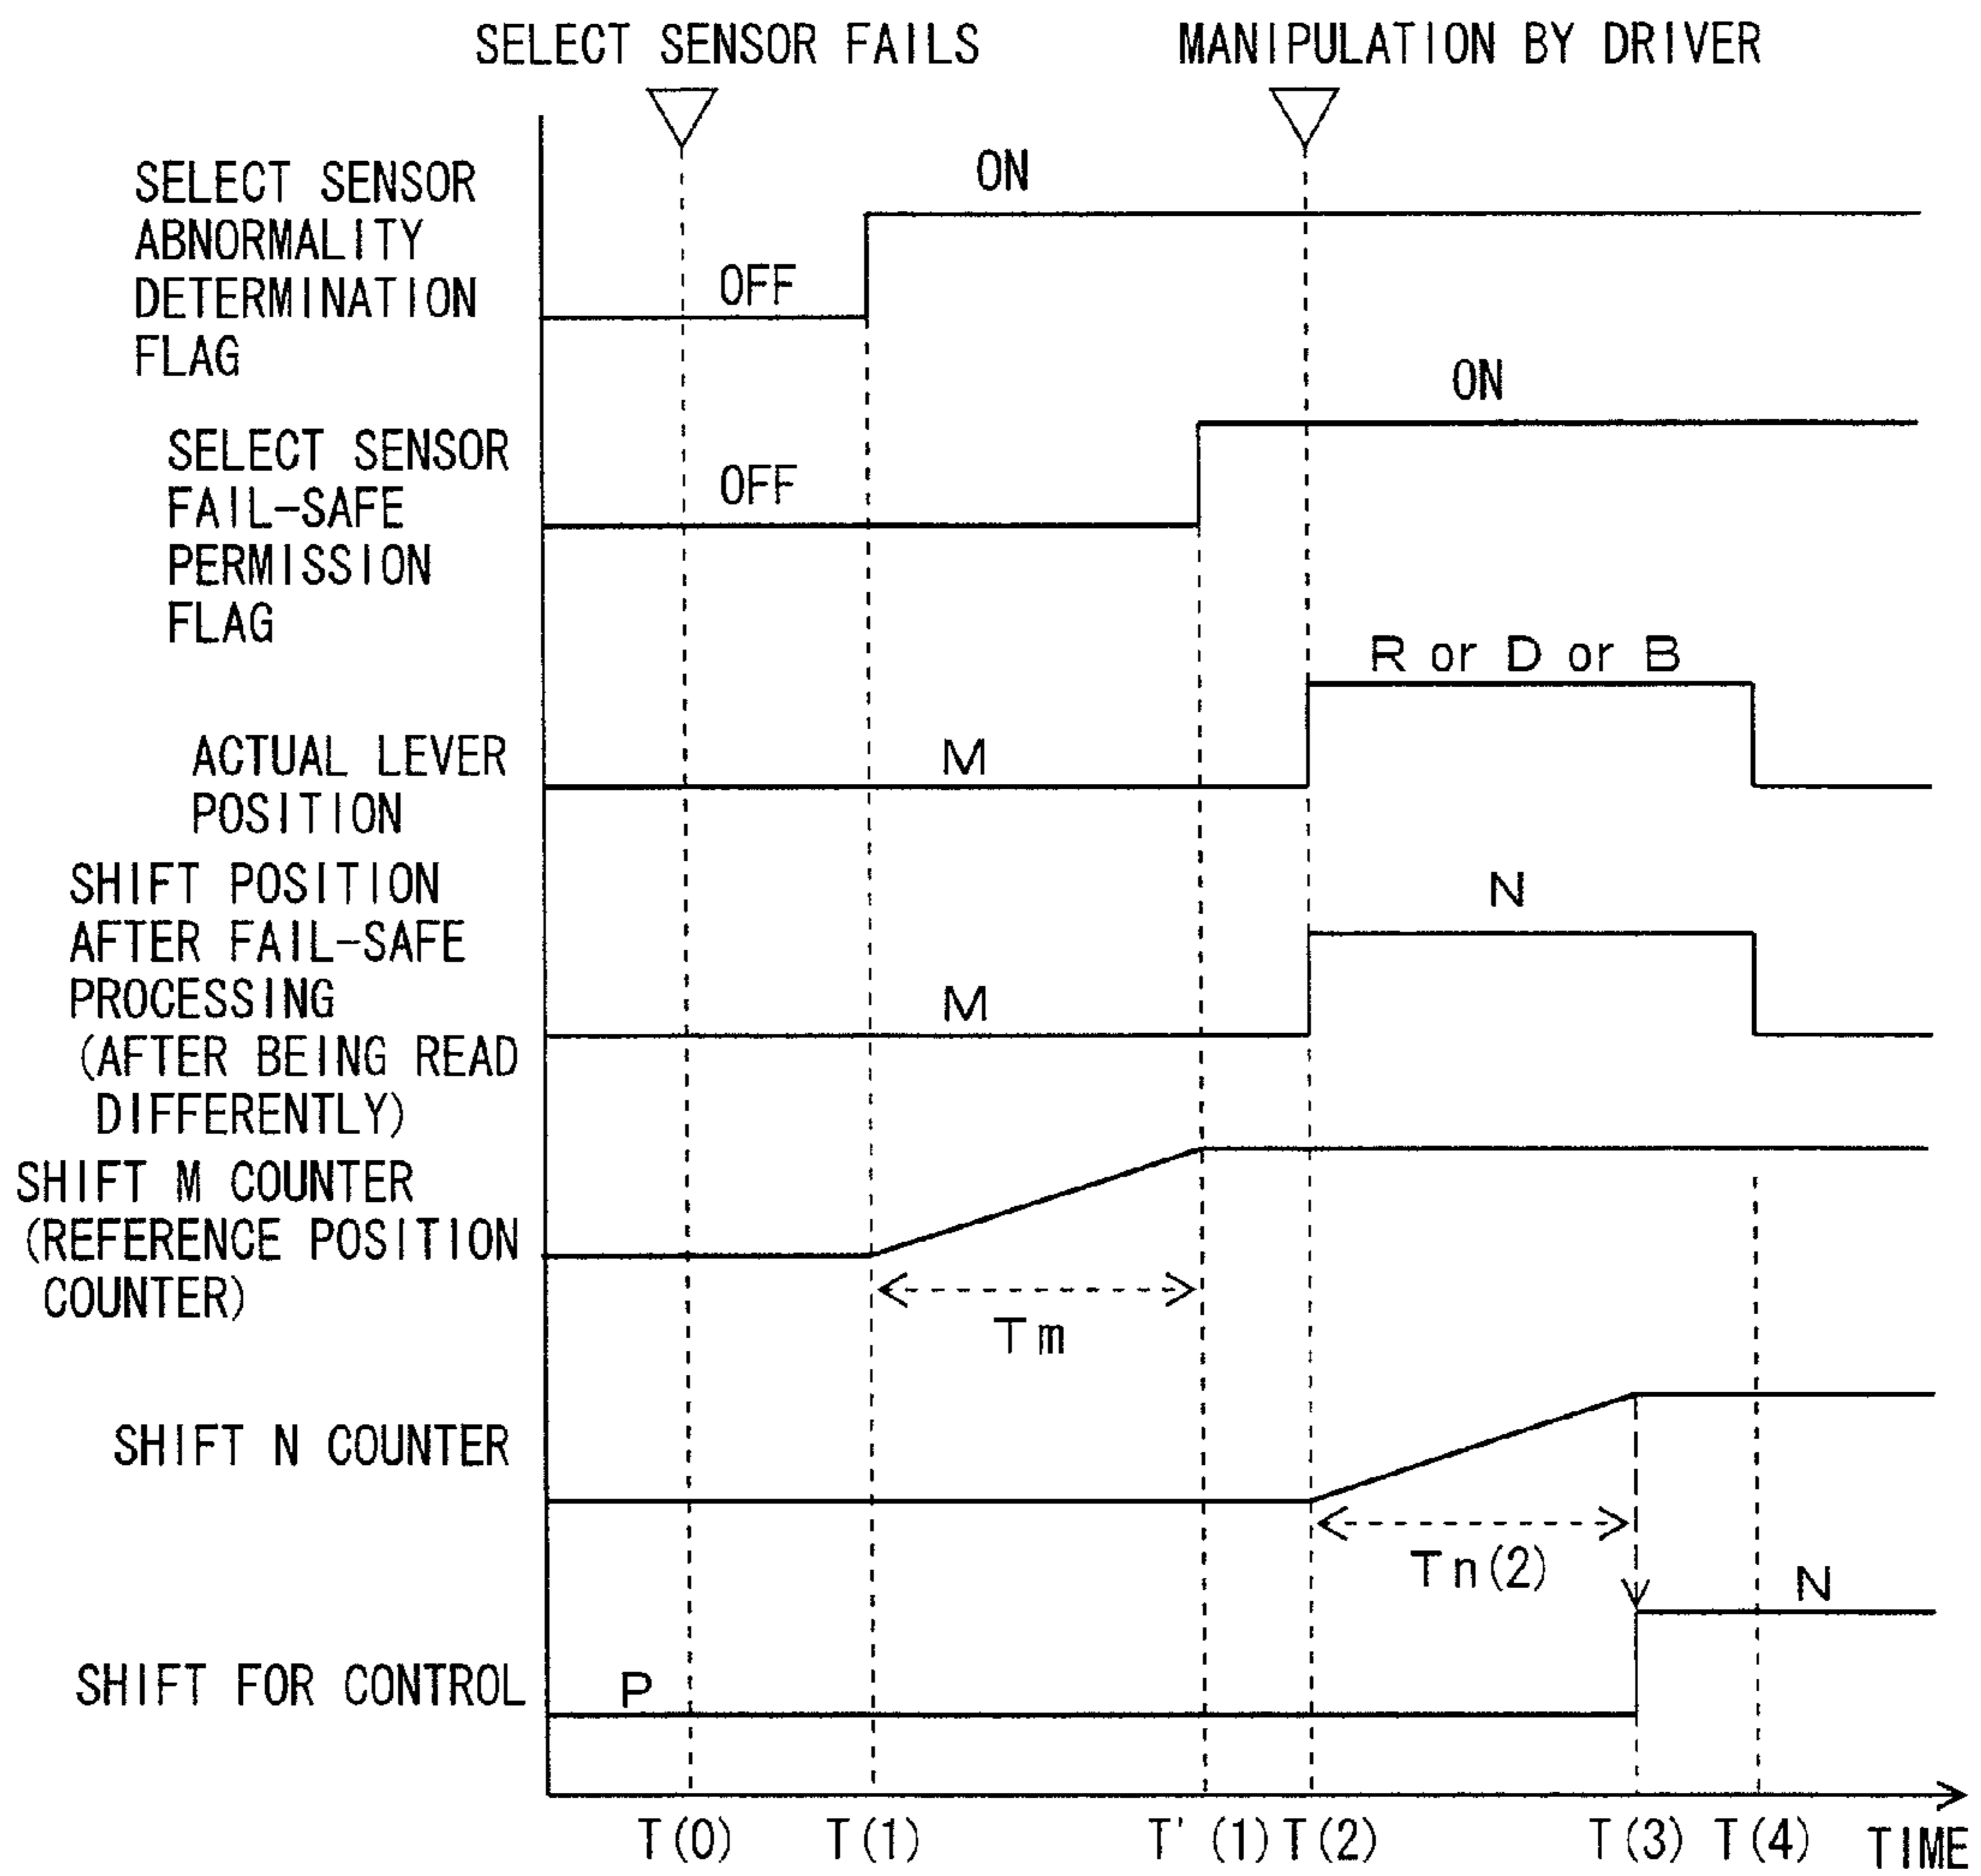 SELECT SENSOR FAILS
MANIPULATION BY DRIVER
SELECT SENSOR
ABNORMALITY
DETERMINATION
FLAG
OFF
ON
SELECT SENSOR
FAIL-SAFE
PERMISSION
FLAG
OFF
ON
ACTUAL LEVER
POSITION
M
R or D or B
SHIFT POSITION
AFTER FAIL-SAFE
PROCESSING
(AFTER BEING READ
DIFFERENTLY)
M
N
SHIFT M COUNTER
(REFERENCE POSITION
COUNTER)
Tm
SHIFT N COUNTER
Tn(2)
SHIFT FOR CONTROL
P
N
T(0)
T(1)
T'(1)
T(2)
T(3)
T(4)
TIME